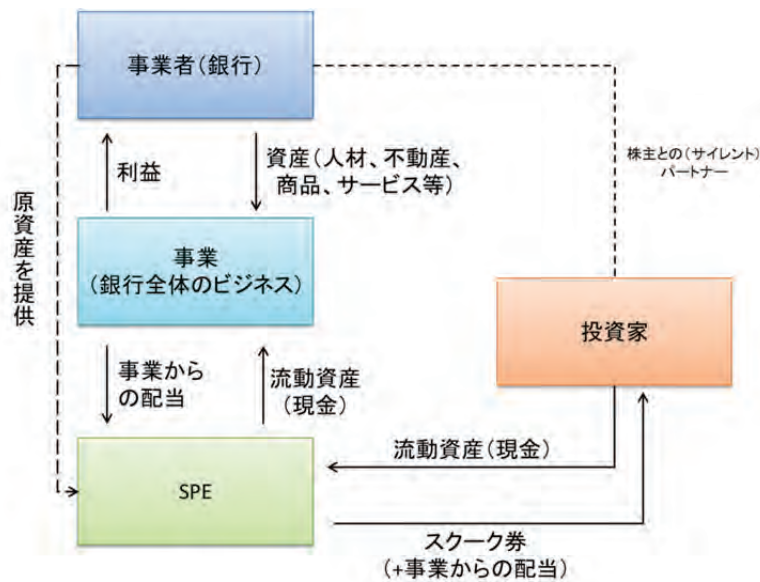 事業者(銀行)
利益
資産(人材、不動産、
商品、サービス等)
株主との(サイレント)
パートナー
原資産を提供
事業
(銀行全体のビジネス)
投資家
事業から
の配当
流動資産
(現金)
流動資産(現金)
SPE
スクーク券
(+事業からの配当)